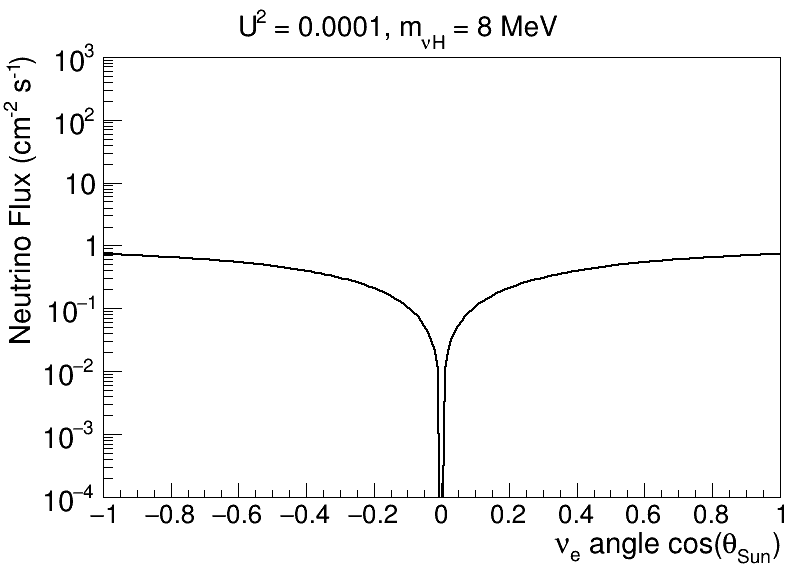 U² = 0.0001, m_νH = 8 MeV
Neutrino Flux (cm⁻² s⁻¹)
10³
10²
10
1
10⁻¹
10⁻²
10⁻³
10⁻⁴
−1 −0.8 −0.6 −0.4 −0.2 0 0.2 0.4 0.6 0.8 1
ν_e angle cos(θ_Sun)